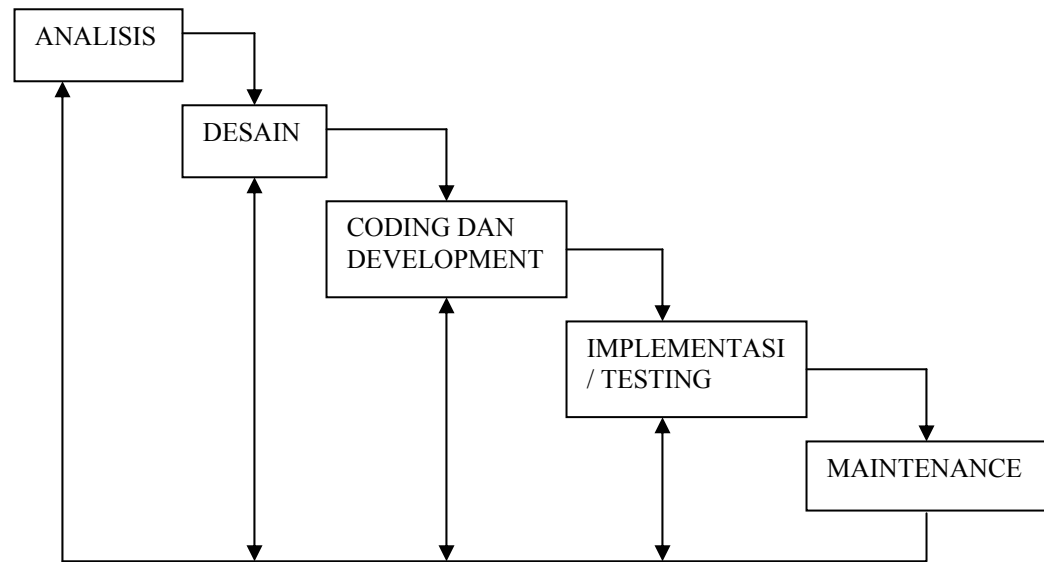 ANALISIS
DESAIN
CODING DAN
DEVELOPMENT
IMPLEMENTASI
/ TESTING
MAINTENANCE